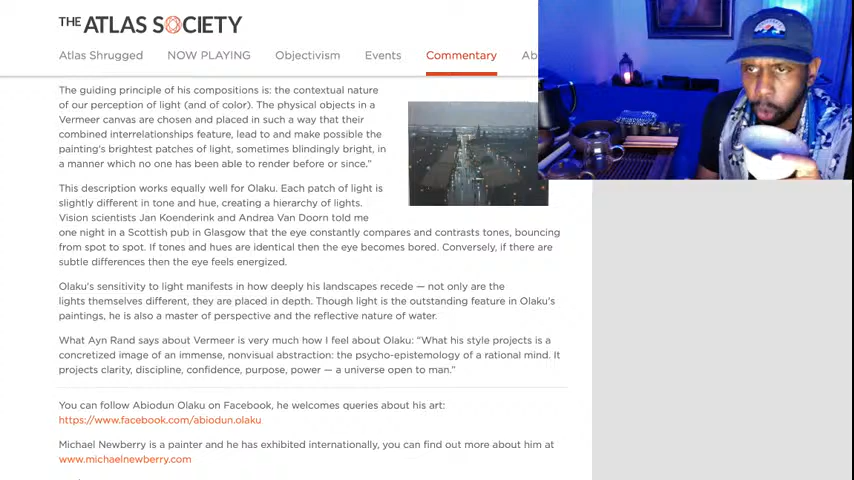 THE ATLAS SOCIETY
Atlas Shrugged NOW PLAYING Objectivism Events Commentary Ab
The guiding principle of his compositions is: the contextual nature
of our perception of light (and of color). The physical objects in a
Vermeer canvas are chosen and placed in such a way that their
combined interrelationships feature, lead to and make possible the
painting's brightest patches of light, sometimes blindingly bright, in
a manner which no one has been able to render before or since."
This description works equally well for Olaku. Each patch of light is
slightly different in tone and hue, creating a hierarchy of lights.
Vision scientists Jan Koenderink and Andrea Van Doorn told me
one night in a Scottish pub in Glasgow that the eye constantly compares and contrasts tones, bouncing
from spot to spot. If tones and hues are identical then the eye becomes bored. Conversely, if there are
subtle differences then the eye feels energized.
Olaku's sensitivity to light manifests in how deeply his landscapes recede — not only are the
lights themselves different, they are placed in depth. Though light is the outstanding feature in Olaku's
paintings, he is also a master of perspective and the reflective nature of water.
What Ayn Rand says about Vermeer is very much how I feel about Olaku: "What his style projects is a
concretized image of an immense, nonvisual abstraction: the psycho-epistemology of a rational mind. It
projects clarity, discipline, confidence, purpose, power — a universe open to man."
You can follow Abiodun Olaku on Facebook, he welcomes queries about his art:
https://www.facebook.com/abiodun.olaku
Michael Newberry is a painter and he has exhibited internationally, you can find out more about him at
www.michaelnewberry.com